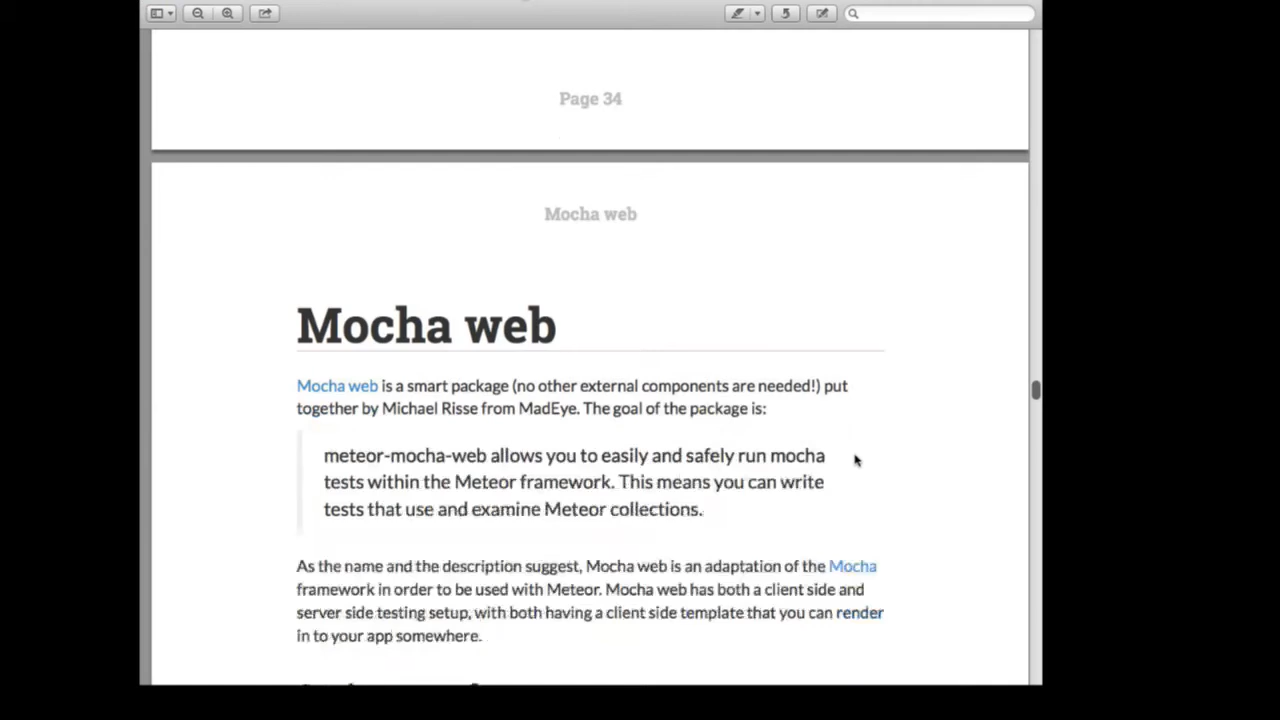 Page 34
Mocha web
Mocha web
Mocha web is a smart package (no other external components are needed!) put
together by Michael Risse from MadEye. The goal of the package is:
meteor-mocha-web allows you to easily and safely run mocha
tests within the Meteor framework. This means you can write
tests that use and examine Meteor collections.
As the name and the description suggest, Mocha web is an adaptation of the Mocha
framework in order to be used with Meteor. Mocha web has both a client side and
server side testing setup, with both having a client side template that you can render
in to your app somewhere.